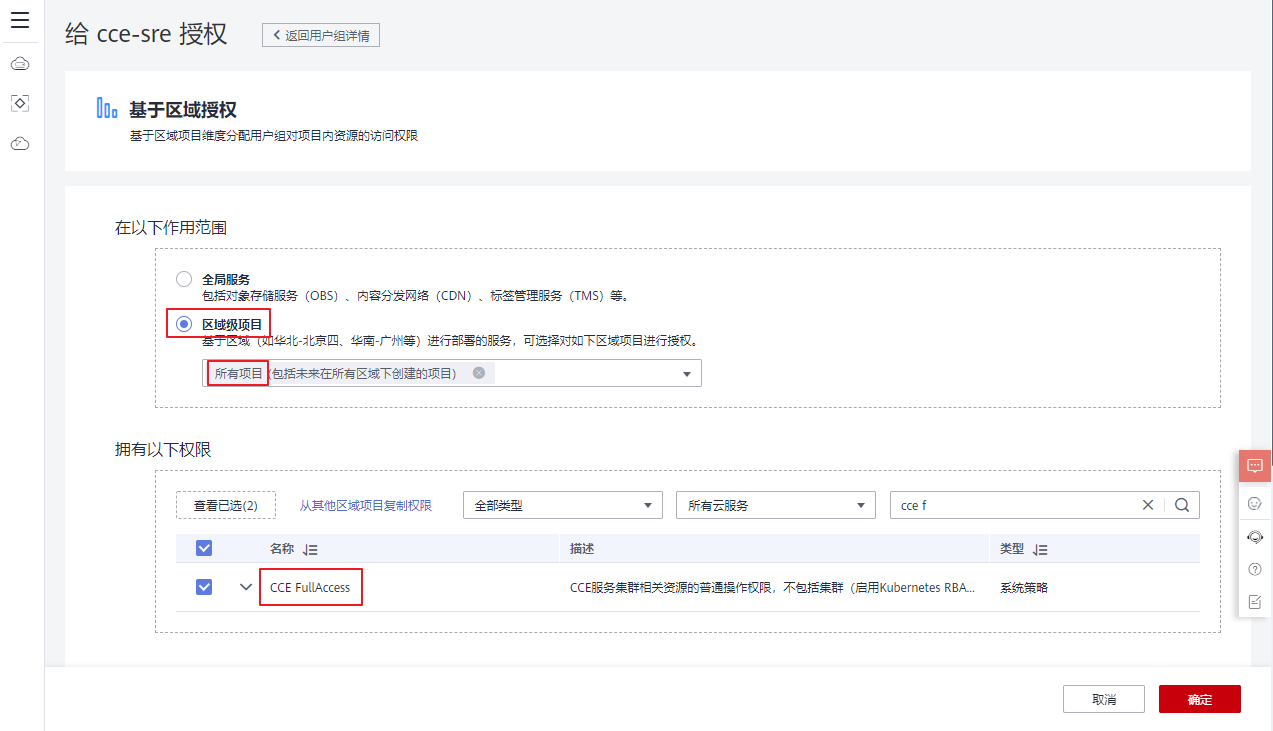 给 cce-sre 授权
返回用户组详情
基于区域授权
基于区域项目维度分配用户组对项目内资源的访问权限
在以下作用范围
全局服务
包括对象存储服务（OBS）、内容分发网络（CDN）、标签管理服务（TMS）等。
区域级项目
基于区域（如华北-北京四、华南-广州等）进行部署的服务，可选择对如下区域项目进行授权。
所有项目 (包括未来在所有区域下创建的项目)
拥有以下权限
查看已选(2) 从其他区域项目复制权限 全部类型 所有云服务 cce f
名称 描述 类型
CCE FullAccess CCE服务集群相关资源的普通操作权限，不包括集群（启用Kubernetes RBA... 系统策略
取消 确定